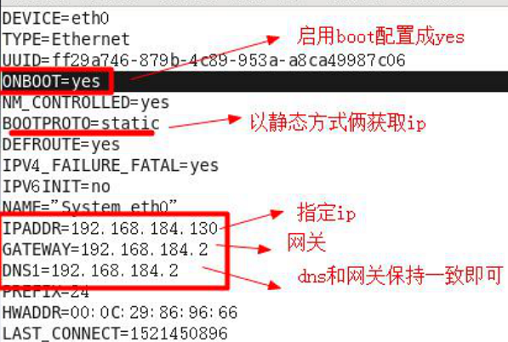 DEVICE=eth0
TYPE=Ethernet
启用boot配置成yes
UUID=ff29a746-879b-4c89-953a-a8ca49987c06
ONBOOT=yes
NM_CONTROLLED=yes
BOOTPROTO=static
以静态方式俩获取ip
DEFROUTE=yes
IPV4_FAILURE_FATAL=yes
IPV6INIT=no
NAME="System eth0"
IPADDR=192.168.184.130
指定ip
GATEWAY=192.168.184.2
网关
DNS1=192.168.184.2
dns和网关保持一致即可
PREFIX=24
HWADDR=00:0C:29:86:96:66
LAST_CONNECT=1521450896